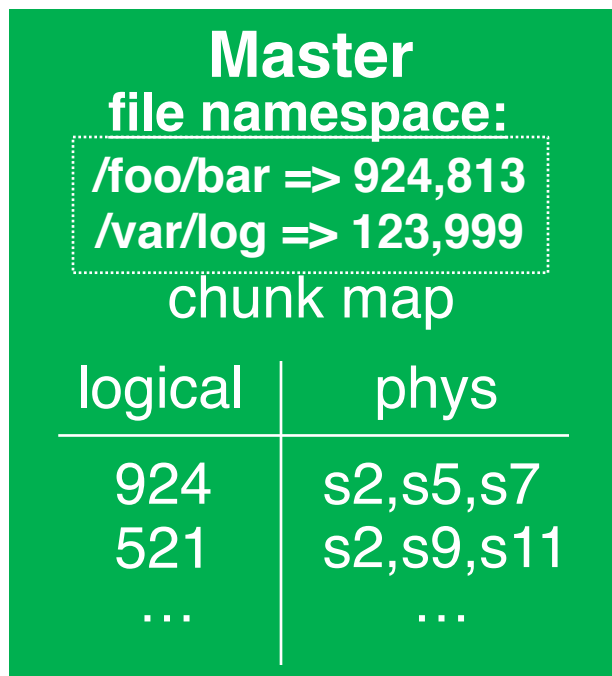 Master
file namespace:
/foo/bar => 924,813
/var/log => 123,999
chunk map
logical phys
924 s2,s5,s7
521 s2,s9,s11
… …